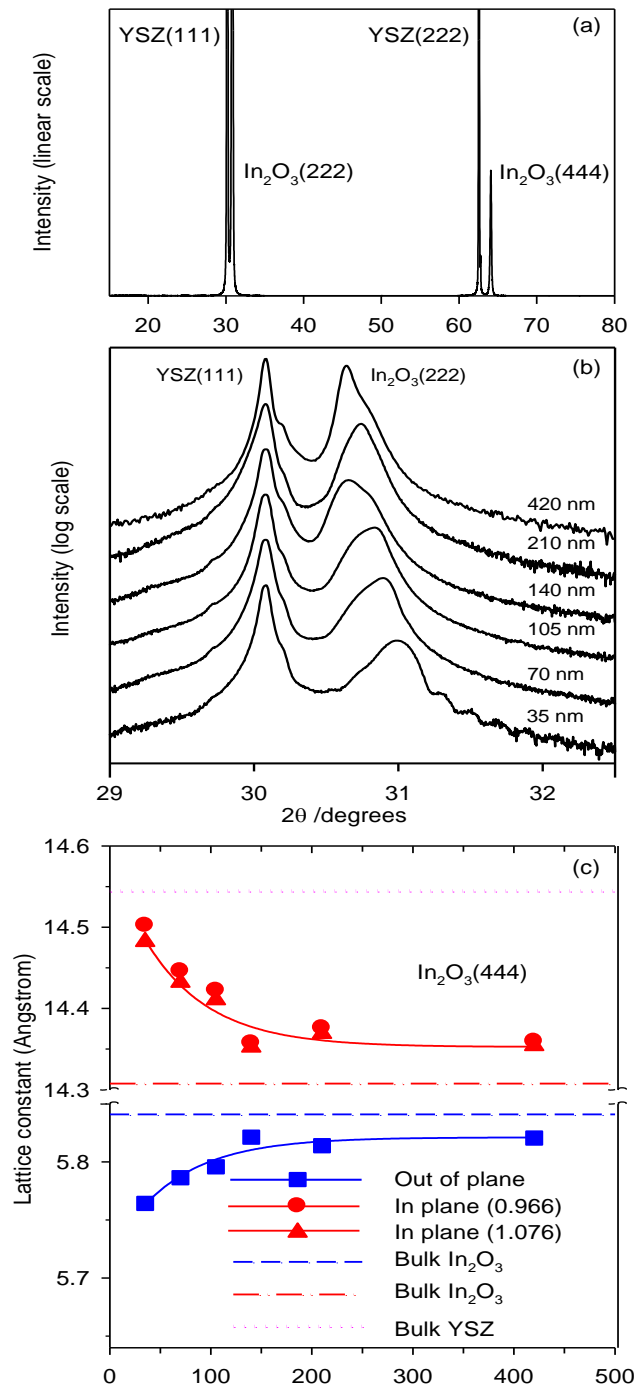 YSZ(111) YSZ(222) (a)
In₂O₃(222) In₂O₃(444)
Intensity (linear scale)
20 30 40 50 60 70 80
YSZ(111) In₂O₃(222) (b)
420 nm
210 nm
140 nm
105 nm
70 nm
35 nm
Intensity (log scale)
29 30 31 32
2θ /degrees
14.6 (c)
14.5 In₂O₃(444)
14.4
14.3
5.8
5.7
Lattice constant (Angstrom)
Out of plane
In plane (0.966)
In plane (1.076)
Bulk In₂O₃
Bulk In₂O₃
Bulk YSZ
0 100 200 300 400 500